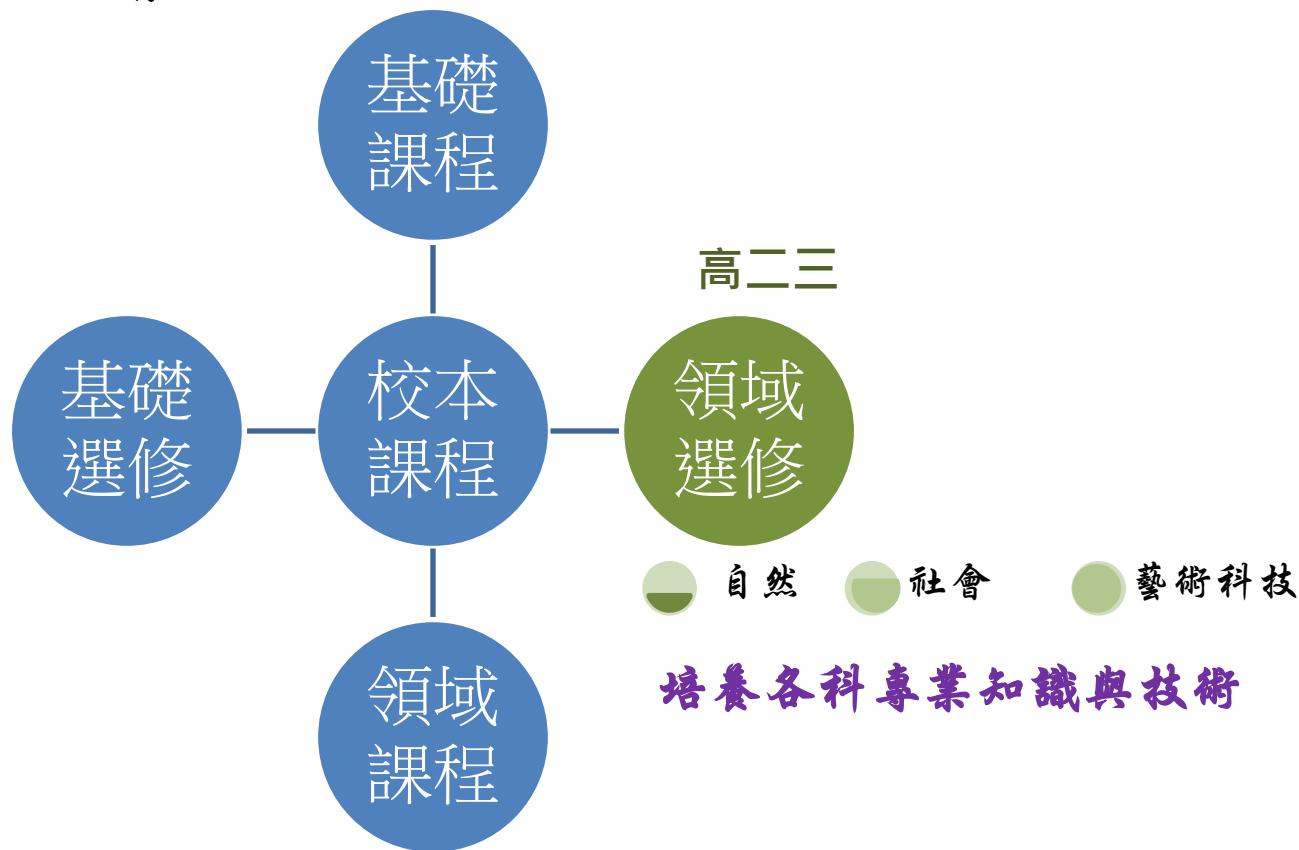 基礎
課程
高二三
基礎
選修
校本
課程
領域
選修
自然
社會
藝術科技
培養各科專業知識與技術
領域
課程